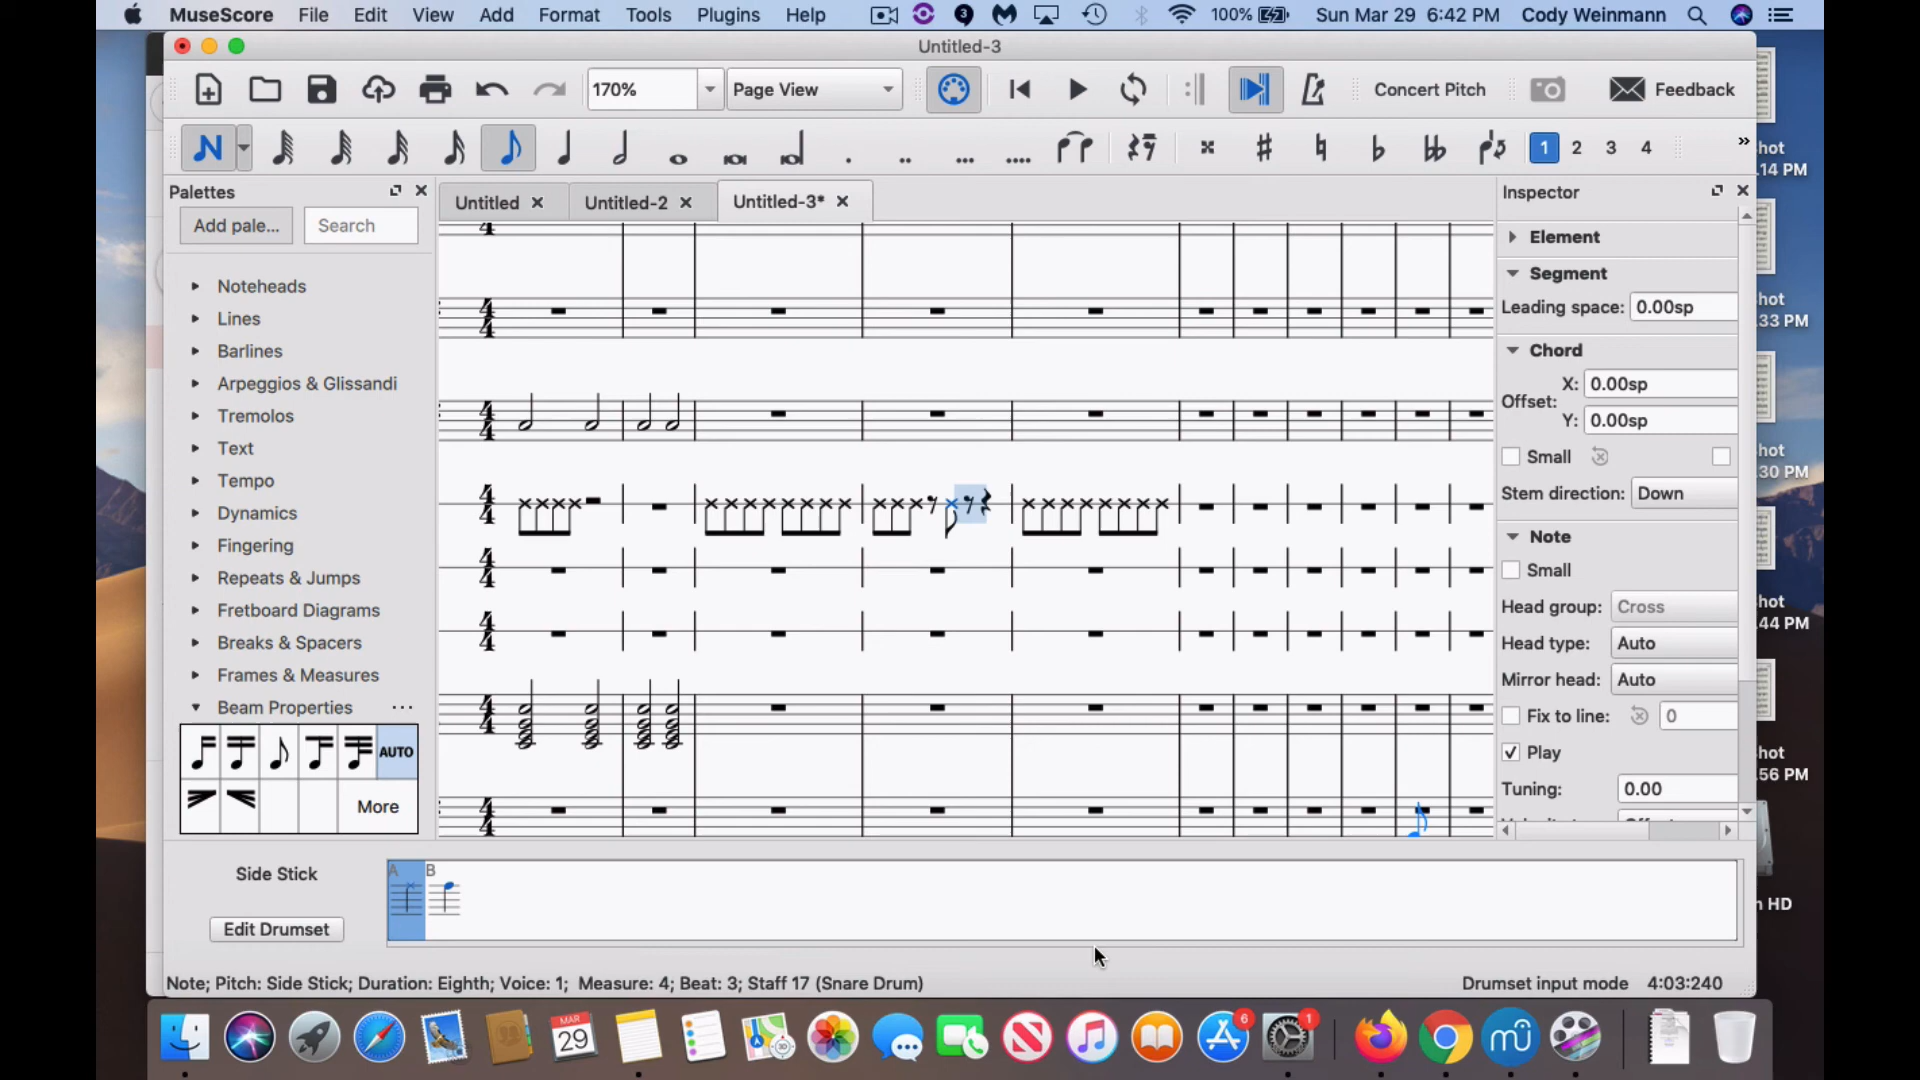 MuseScore File Edit View Add Format Tools Plugins Help 3 100% Sun Mar 29 6:42 PM Cody Weinmann
Untitled-3
170% Page View Concert Pitch Feedback
1 2 3 4 »
Palettes
Add pale... Search
Noteheads
Lines
Barlines
Arpeggios & Glissandi
Tremolos
Text
Tempo
Dynamics
Fingering
Repeats & Jumps
Fretboard Diagrams
Breaks & Spacers
Frames & Measures
Beam Properties ...
AUTO
More
Untitled Untitled-2 Untitled-3*
Inspector
Element
Segment
Leading space: 0.00sp
Chord
X: 0.00sp
Offset:
Y: 0.00sp
Small
Stem direction: Down
Note
Small
Head group: Cross
Head type: Auto
Mirror head: Auto
Fix to line: 0
Play
Tuning: 0.00
hot
.14 PM
hot
.33 PM
hot
.30 PM
hot
.44 PM
hot
.56 PM
n HD
Side Stick
Edit Drumset
A B
Note; Pitch: Side Stick; Duration: Eighth; Voice: 1; Measure: 4; Beat: 3; Staff 17 (Snare Drum)
Drumset input mode 4:03:240
MAR
29
6
1